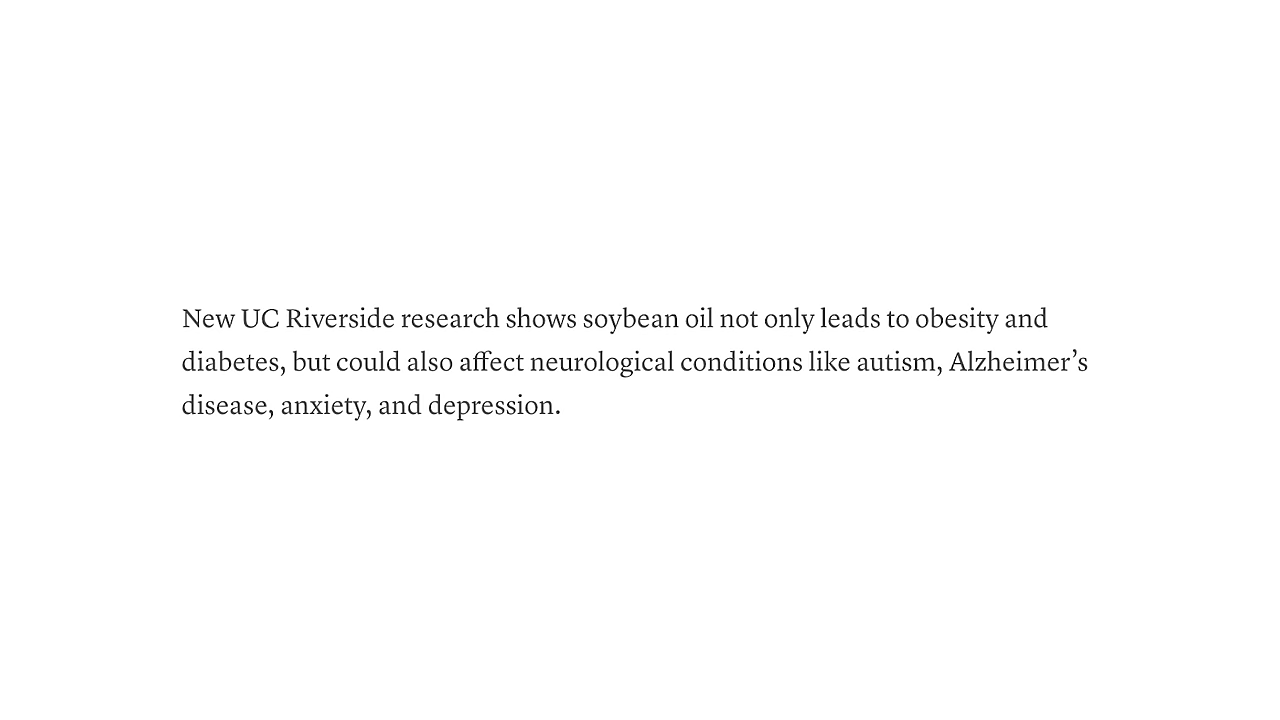 New UC Riverside research shows soybean oil not only leads to obesity and
diabetes, but could also affect neurological conditions like autism, Alzheimer’s
disease, anxiety, and depression.